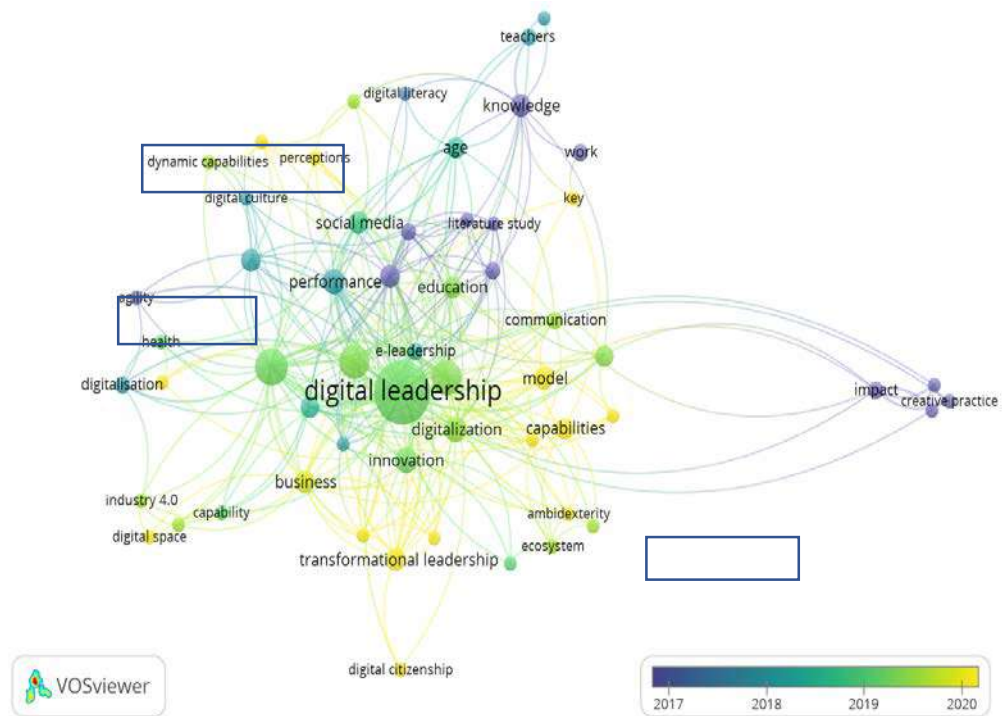 teachers
digital literacy
knowledge
age
work
dynamic capabilities
perceptions
digital culture
key
social media
literature study
performance
education
agility
communication
health
e-leadership
digitalisation
model
digital leadership
impact
creative practice
digitalization
capabilities
innovation
business
industry 4.0
capability
ambidexterity
digital space
ecosystem
transformational leadership
digital citizenship
VOSviewer
2017 2018 2019 2020